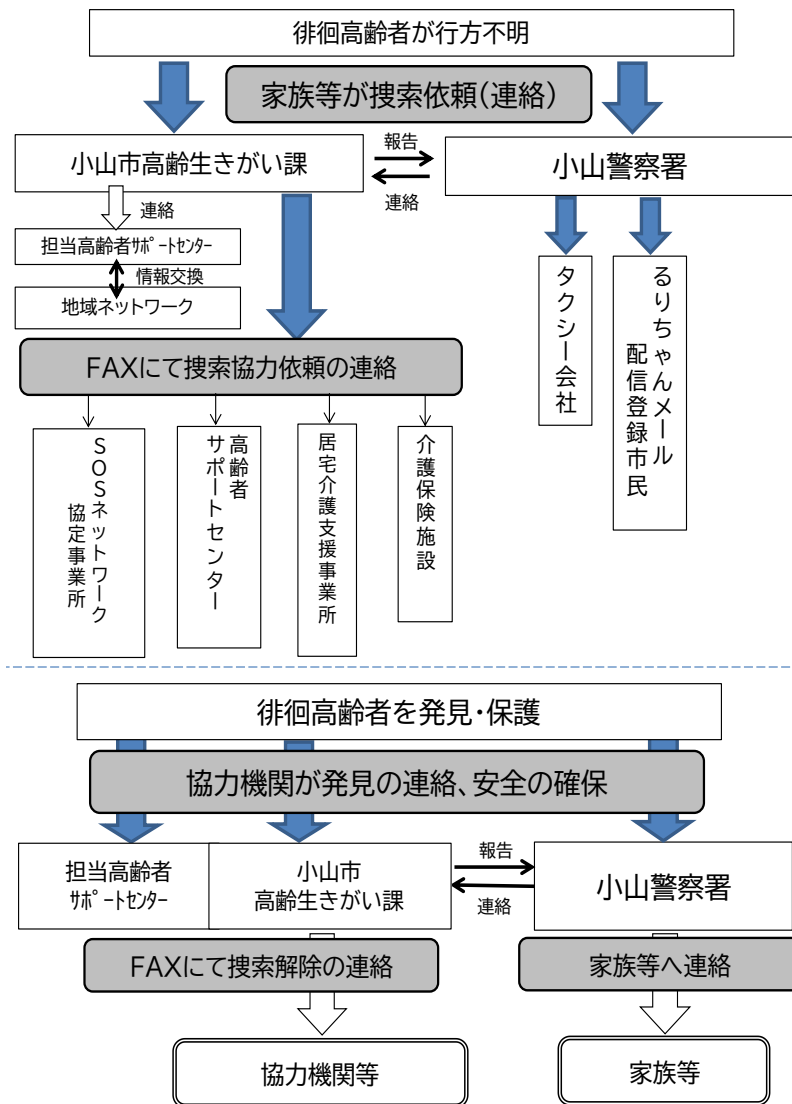 徘徊高齢者が行方不明
家族等が捜索依頼（連絡）
小山市高齢生きがい課
報告
連絡
小山警察署
連絡
担当高齢者ｻﾎﾟｰﾄｾﾝﾀｰ
情報交換
地域ネットワーク
タクシー会社
るりちゃんメール
配信登録市民
FAXにて捜索協力依頼の連絡
SOSネットワーク
協定事業所
高齢者
サポートセンター
居宅介護支援事業所
介護保険施設
徘徊高齢者を発見・保護
協力機関が発見の連絡、安全の確保
担当高齢者
ｻﾎﾟｰﾄｾﾝﾀｰ
小山市
高齢生きがい課
報告
連絡
小山警察署
FAXにて捜索解除の連絡
家族等へ連絡
協力機関等
家族等